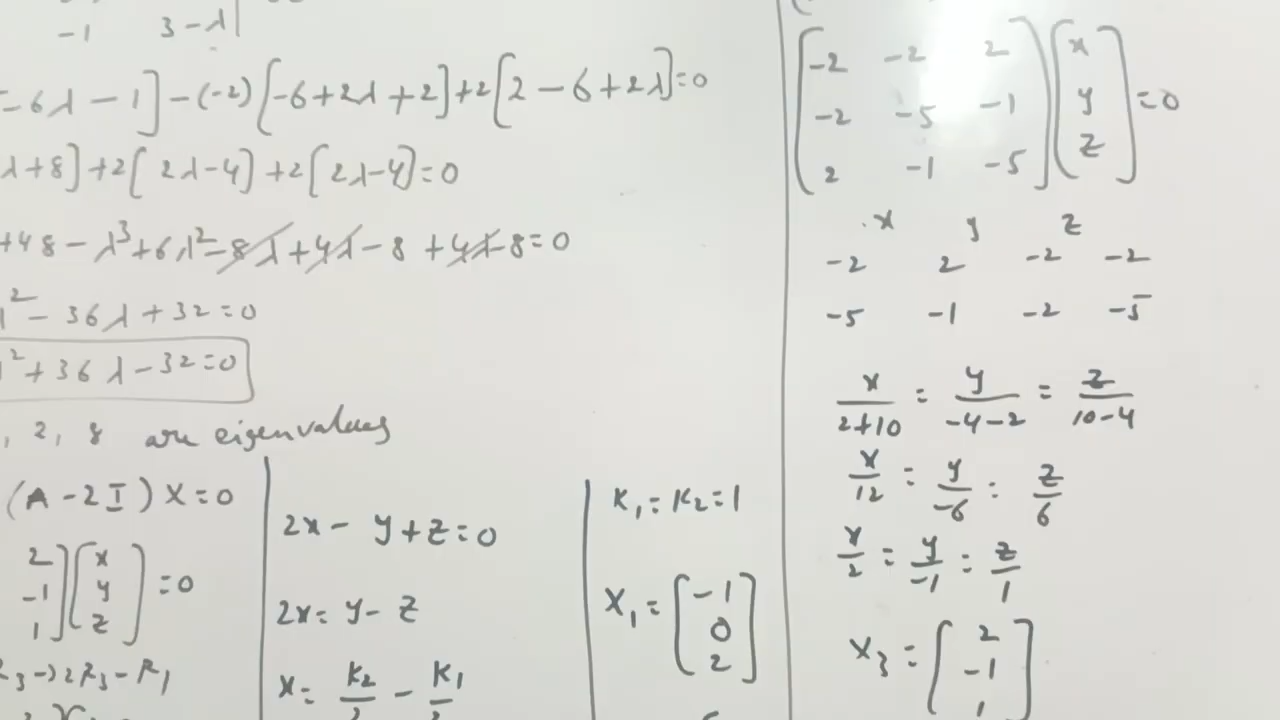 -1 3-λ|
-6λ-1]-(-2)[-6+2λ+2]+2[2-6+2λ]=0
λ+8]+2[2λ-4]+2[2λ-4]=0
+48-λ³+6λ²-8λ+4λ-8+4λ-8=0
λ²-36λ+32=0
²+36λ-32=0
, 2, 8 are eigenvalues
(A-2I)X=0
2] [x
-1 y =0
1] z]
R₃→2R₃-R₁
2x-y+z=0
2x=y-z
x=K₂/2-K₁/2
K₁=K₂=1
X₁=[-1
0
2]
[-2 -2 2] [x
-2 -5 -1 y =0
2 -1 -5] z]
x y z
-2 2 -2 -2
-5 -1 -2 -5
x/(2+10)=y/(-4-2)=z/(10-4)
x/12=y/-6=z/6
x/2=y/-1=z/1
X₃=[2
-1
1]